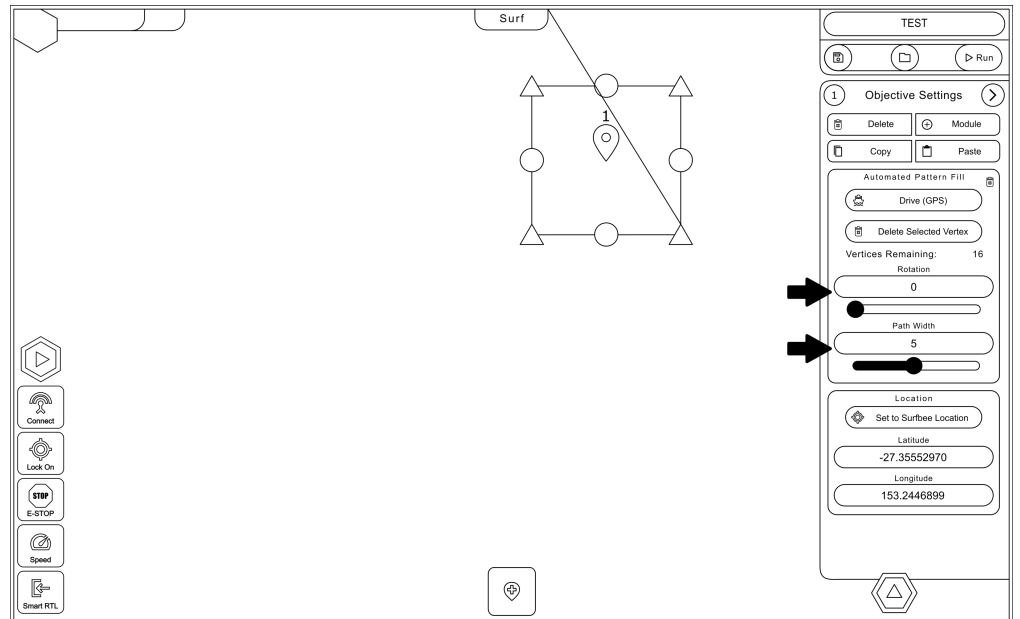 Surf
TEST
Run
1 Objective Settings
Delete Module
Copy Paste
Automated Pattern Fill
Drive (GPS)
Delete Selected Vertex
Vertices Remaining: 16
Rotation
0
Path Width
5
Location
Set to Surfbee Location
Latitude
-27.35552970
Longitude
153.2446899
1
Connect
Lock On
STOP
E-STOP
Speed
Smart RTL